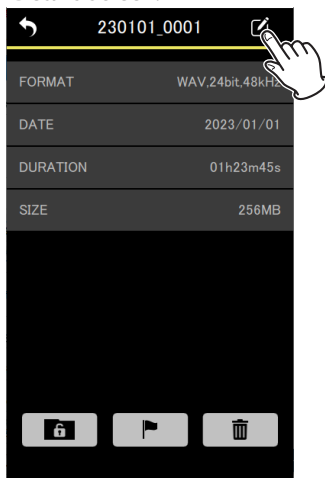 230101_0001
FORMAT WAV,24bit,48kHz
DATE 2023/01/01
DURATION 01h23m45s
SIZE 256MB